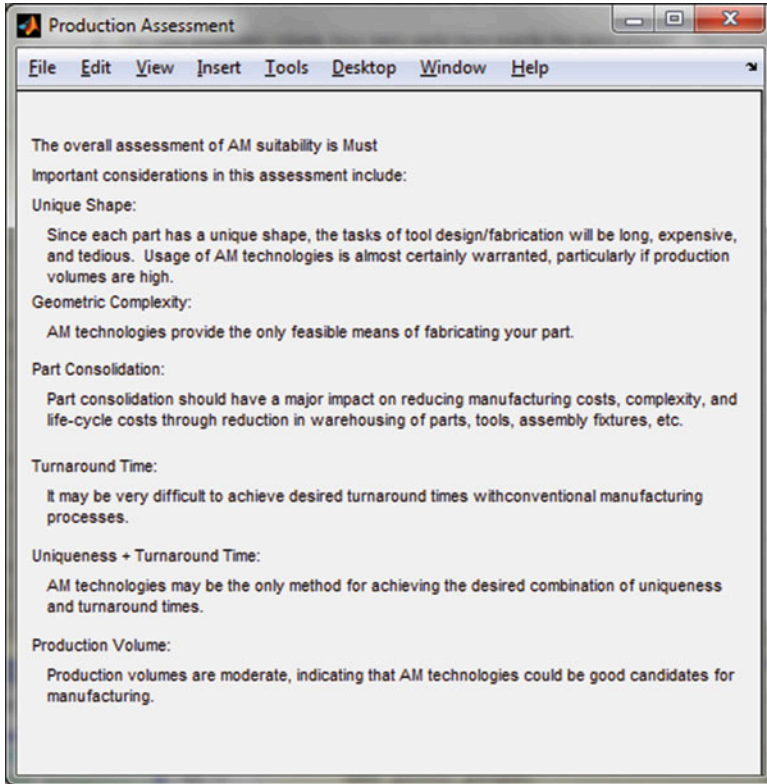 Production Assessment
File Edit View Insert Tools Desktop Window Help
The overall assessment of AM suitability is Must
Important considerations in this assessment include:
Unique Shape:
Since each part has a unique shape, the tasks of tool design/fabrication will be long, expensive,
and tedious. Usage of AM technologies is almost certainly warranted, particularly if production
volumes are high.
Geometric Complexity:
AM technologies provide the only feasible means of fabricating your part.
Part Consolidation:
Part consolidation should have a major impact on reducing manufacturing costs, complexity, and
life-cycle costs through reduction in warehousing of parts, tools, assembly fixtures, etc.
Turnaround Time:
It may be very difficult to achieve desired turnaround times withconventional manufacturing
processes.
Uniqueness + Turnaround Time:
AM technologies may be the only method for achieving the desired combination of uniqueness
and turnaround times.
Production Volume:
Production volumes are moderate, indicating that AM technologies could be good candidates for
manufacturing.